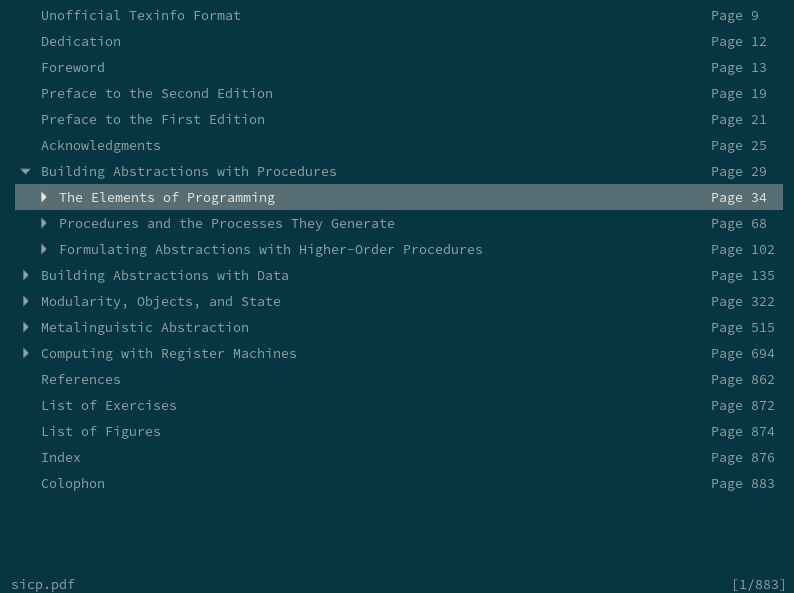 Unofficial Texinfo Format Page 9
Dedication Page 12
Foreword Page 13
Preface to the Second Edition Page 19
Preface to the First Edition Page 21
Acknowledgments Page 25
Building Abstractions with Procedures Page 29
The Elements of Programming Page 34
Procedures and the Processes They Generate Page 68
Formulating Abstractions with Higher-Order Procedures Page 102
Building Abstractions with Data Page 135
Modularity, Objects, and State Page 322
Metalinguistic Abstraction Page 515
Computing with Register Machines Page 694
References Page 862
List of Exercises Page 872
List of Figures Page 874
Index Page 876
Colophon Page 883
sicp.pdf [1/883]